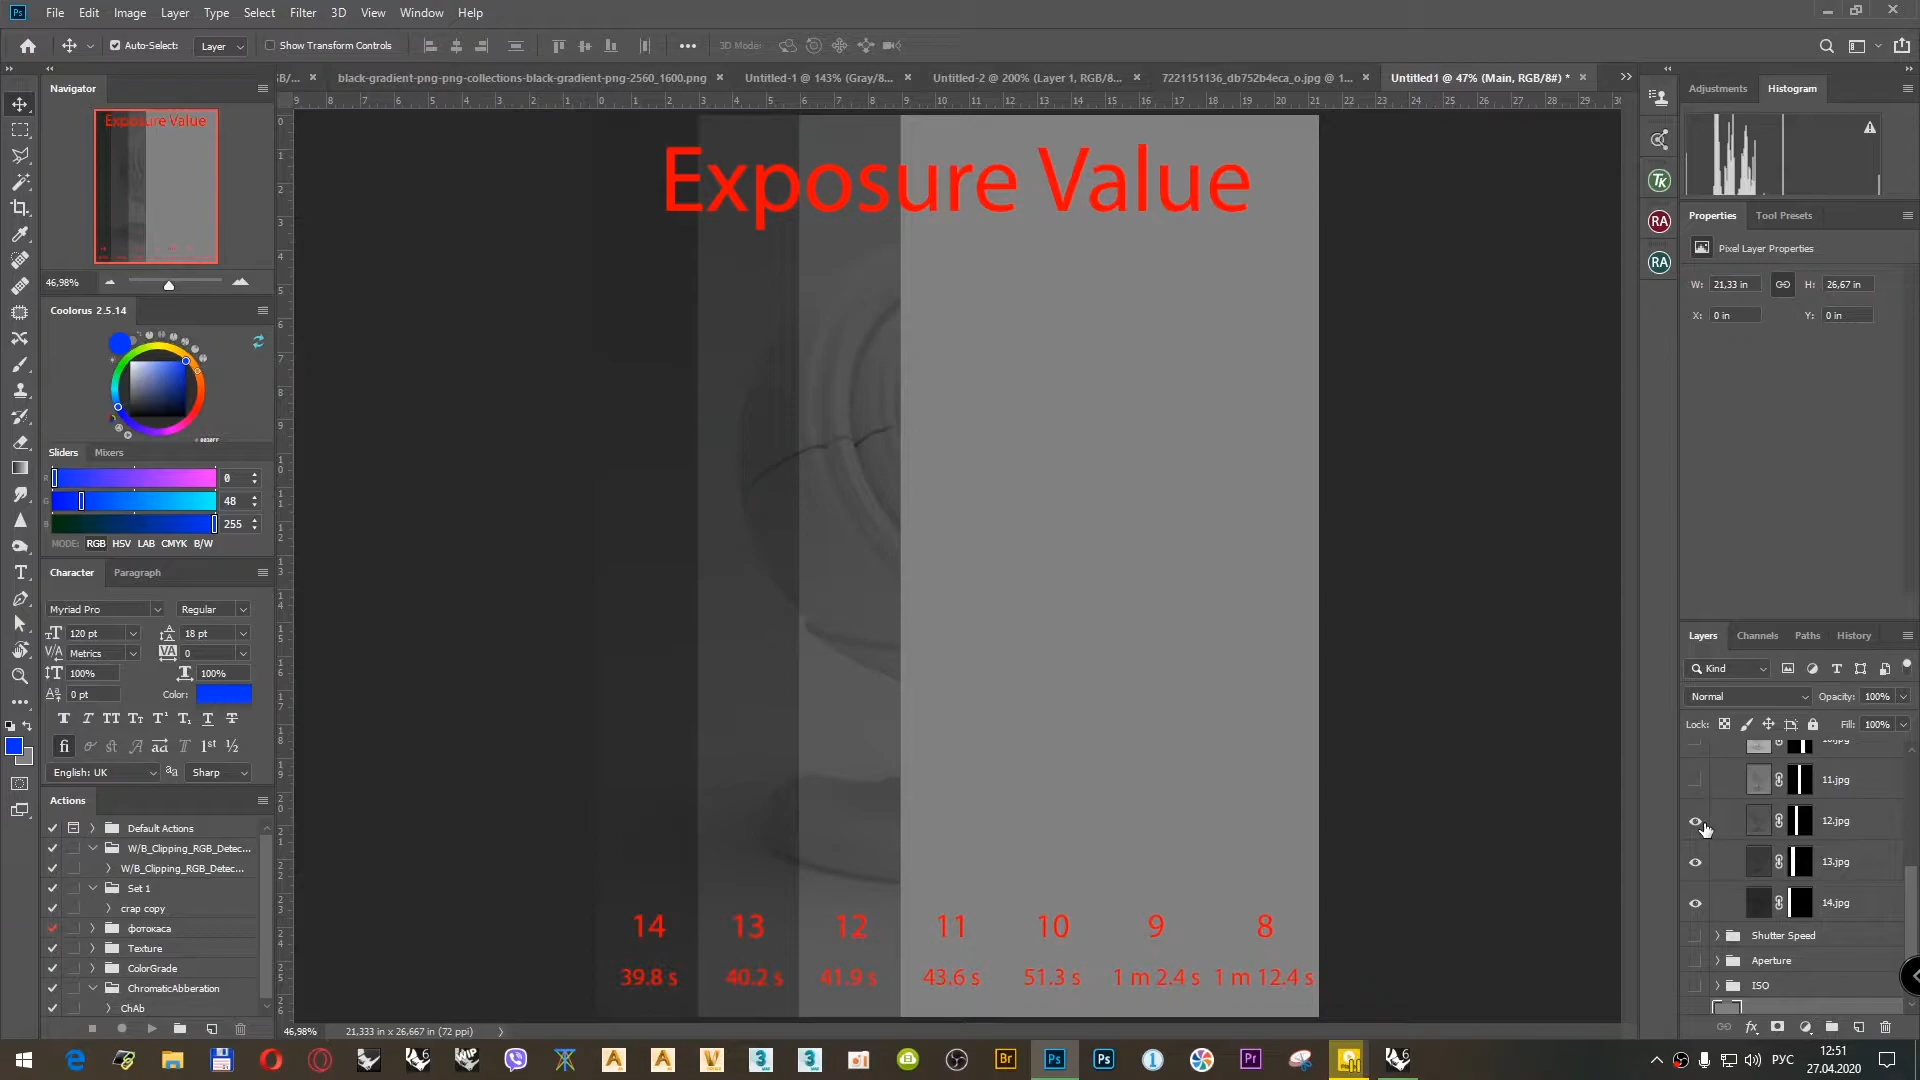 File Edit Image Layer Type Select Filter 3D View Window Help
Auto-Select: Layer Show Transform Controls 3D Mode:
black-gradient-png-png-collections-black-gradient-png-2560_1600.png Untitled-1 @ 143% (Gray/8... Untitled-2 @ 200% (Layer 1, RGB/8... 7221151136_db752b4eca_o.jpg @ 1... Untitled1 @ 47% (Main, RGB/8#) *
Navigator
46,98%
Coolorus 2.5.14
Sliders Mixers
R 0
G 48
B 255
MODE: RGB HSV LAB CMYK B/W
Character Paragraph
Myriad Pro Regular
120 pt 18 pt
Metrics 0
100% 100%
0 pt Color:
English: UK Sharp
Actions
Default Actions
W/B_Clipping_RGB_Detec...
W/B_Clipping_RGB_Detec...
Set 1
crap copy
фотокаса
Texture
ColorGrade
ChromaticAbberation
ChAb
Exposure Value
14 13 12 11 10 9 8
39.8 s 40.2 s 41.9 s 43.6 s 51.3 s 1 m 2.4 s 1 m 12.4 s
46,98% 21,333 in x 26,667 in (72 ppi)
Adjustments Histogram
Properties Tool Presets
Pixel Layer Properties
W: 21,33 in H: 26,67 in
X: 0 in Y: 0 in
Layers Channels Paths History
Kind
Normal Opacity: 100%
Lock: Fill: 100%
11.jpg
12.jpg
13.jpg
14.jpg
Shutter Speed
Aperture
ISO
РУС
12:51
27.04.2020